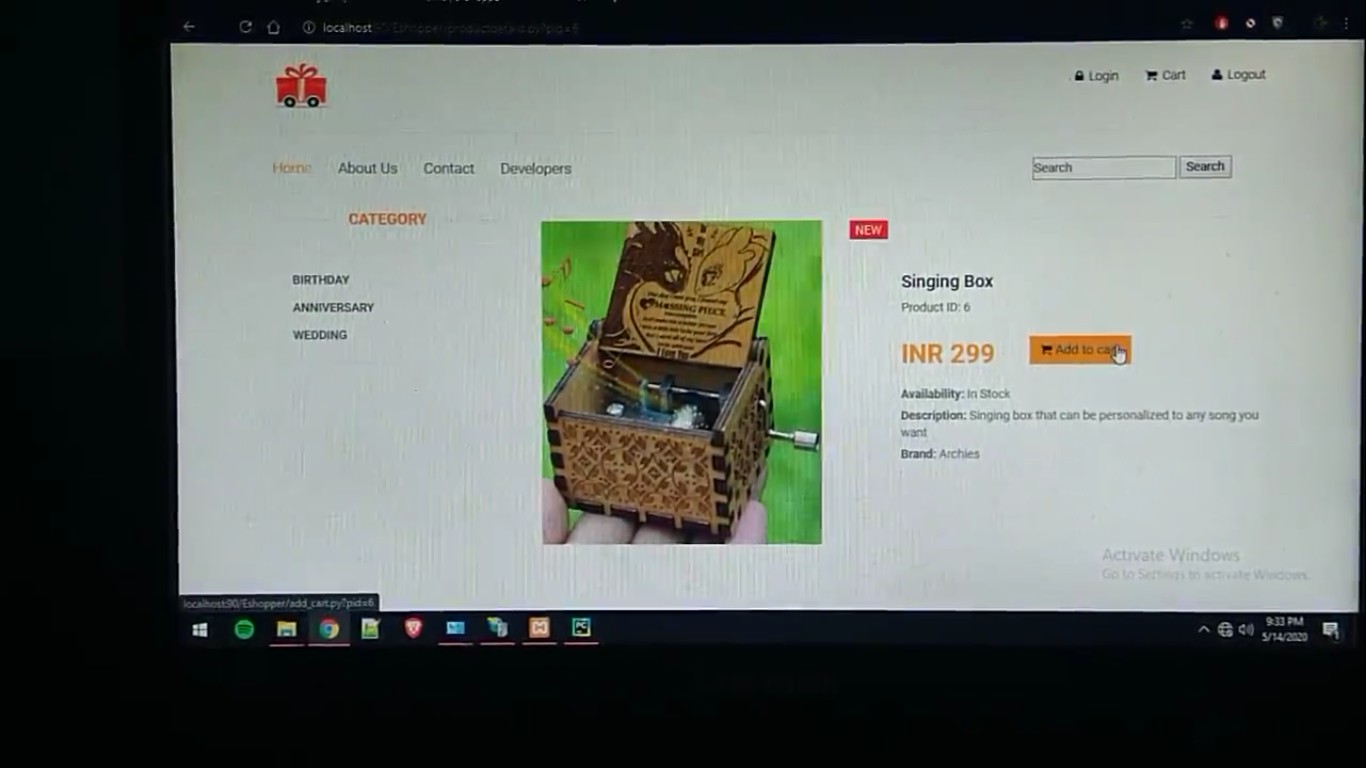 localhost:90/Eshopper/productdetails.py?pid=6
Login
Cart
Logout
Home
About Us
Contact
Developers
Search
Search
CATEGORY
BIRTHDAY
ANNIVERSARY
WEDDING
MISSING PIECE
NEW
Singing Box
Product ID: 6
INR 299
Add to cart
Availability: In Stock
Description: Singing box that can be personalized to any song you
want
Brand: Archies
Activate Windows
Go to Settings to activate Windows.
localhost:90/Eshopper/add_cart.py?pid=6
PC
9:33 PM
5/14/2020